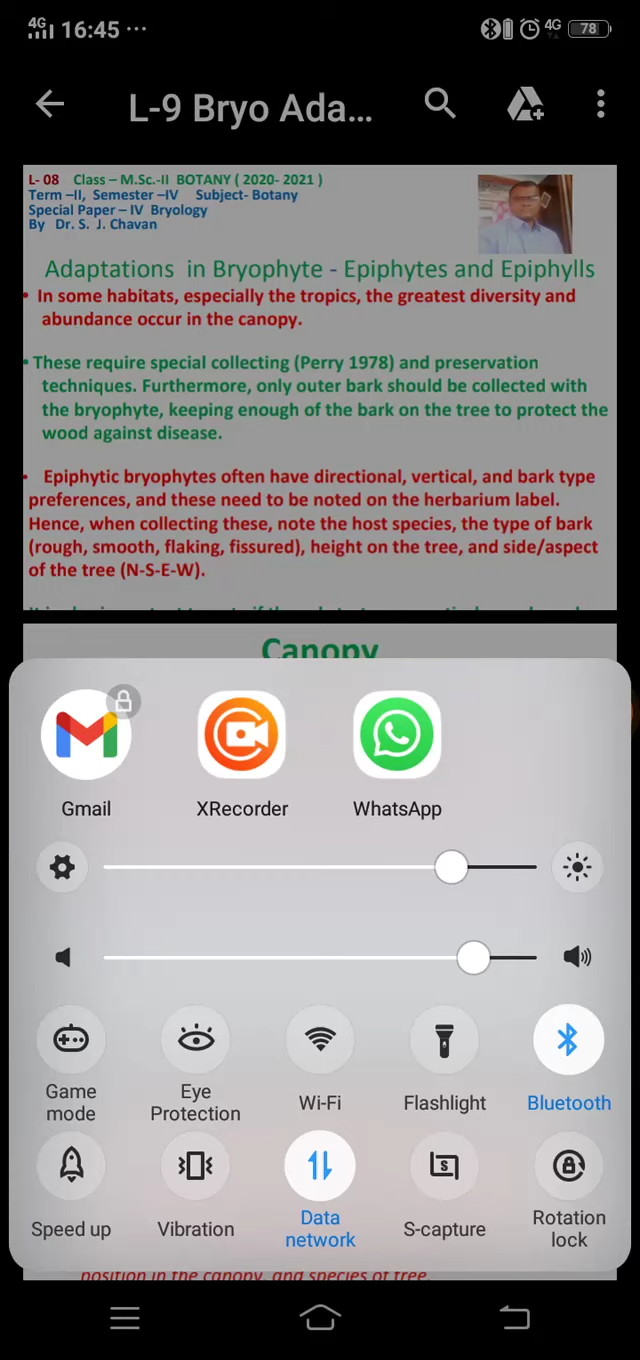 4G 16:45 ... 4G 78
L-9 Bryo Ada...
L- 08 Class – M.Sc.-II BOTANY ( 2020- 2021 )
Term –II, Semester –IV Subject- Botany
Special Paper – IV Bryology
By Dr. S. J. Chavan
Adaptations in Bryophyte - Epiphytes and Epiphylls
• In some habitats, especially the tropics, the greatest diversity and
abundance occur in the canopy.
• These require special collecting (Perry 1978) and preservation
techniques. Furthermore, only outer bark should be collected with
the bryophyte, keeping enough of the bark on the tree to protect the
wood against disease.
• Epiphytic bryophytes often have directional, vertical, and bark type
preferences, and these need to be noted on the herbarium label.
Hence, when collecting these, note the host species, the type of bark
(rough, smooth, flaking, fissured), height on the tree, and side/aspect
of the tree (N-S-E-W).
Canopy
Gmail XRecorder WhatsApp
Game
mode
Eye
Protection
Wi-Fi
Flashlight
Bluetooth
Speed up
Vibration
Data
network
S-capture
Rotation
lock
position in the canopy, and species of tree.